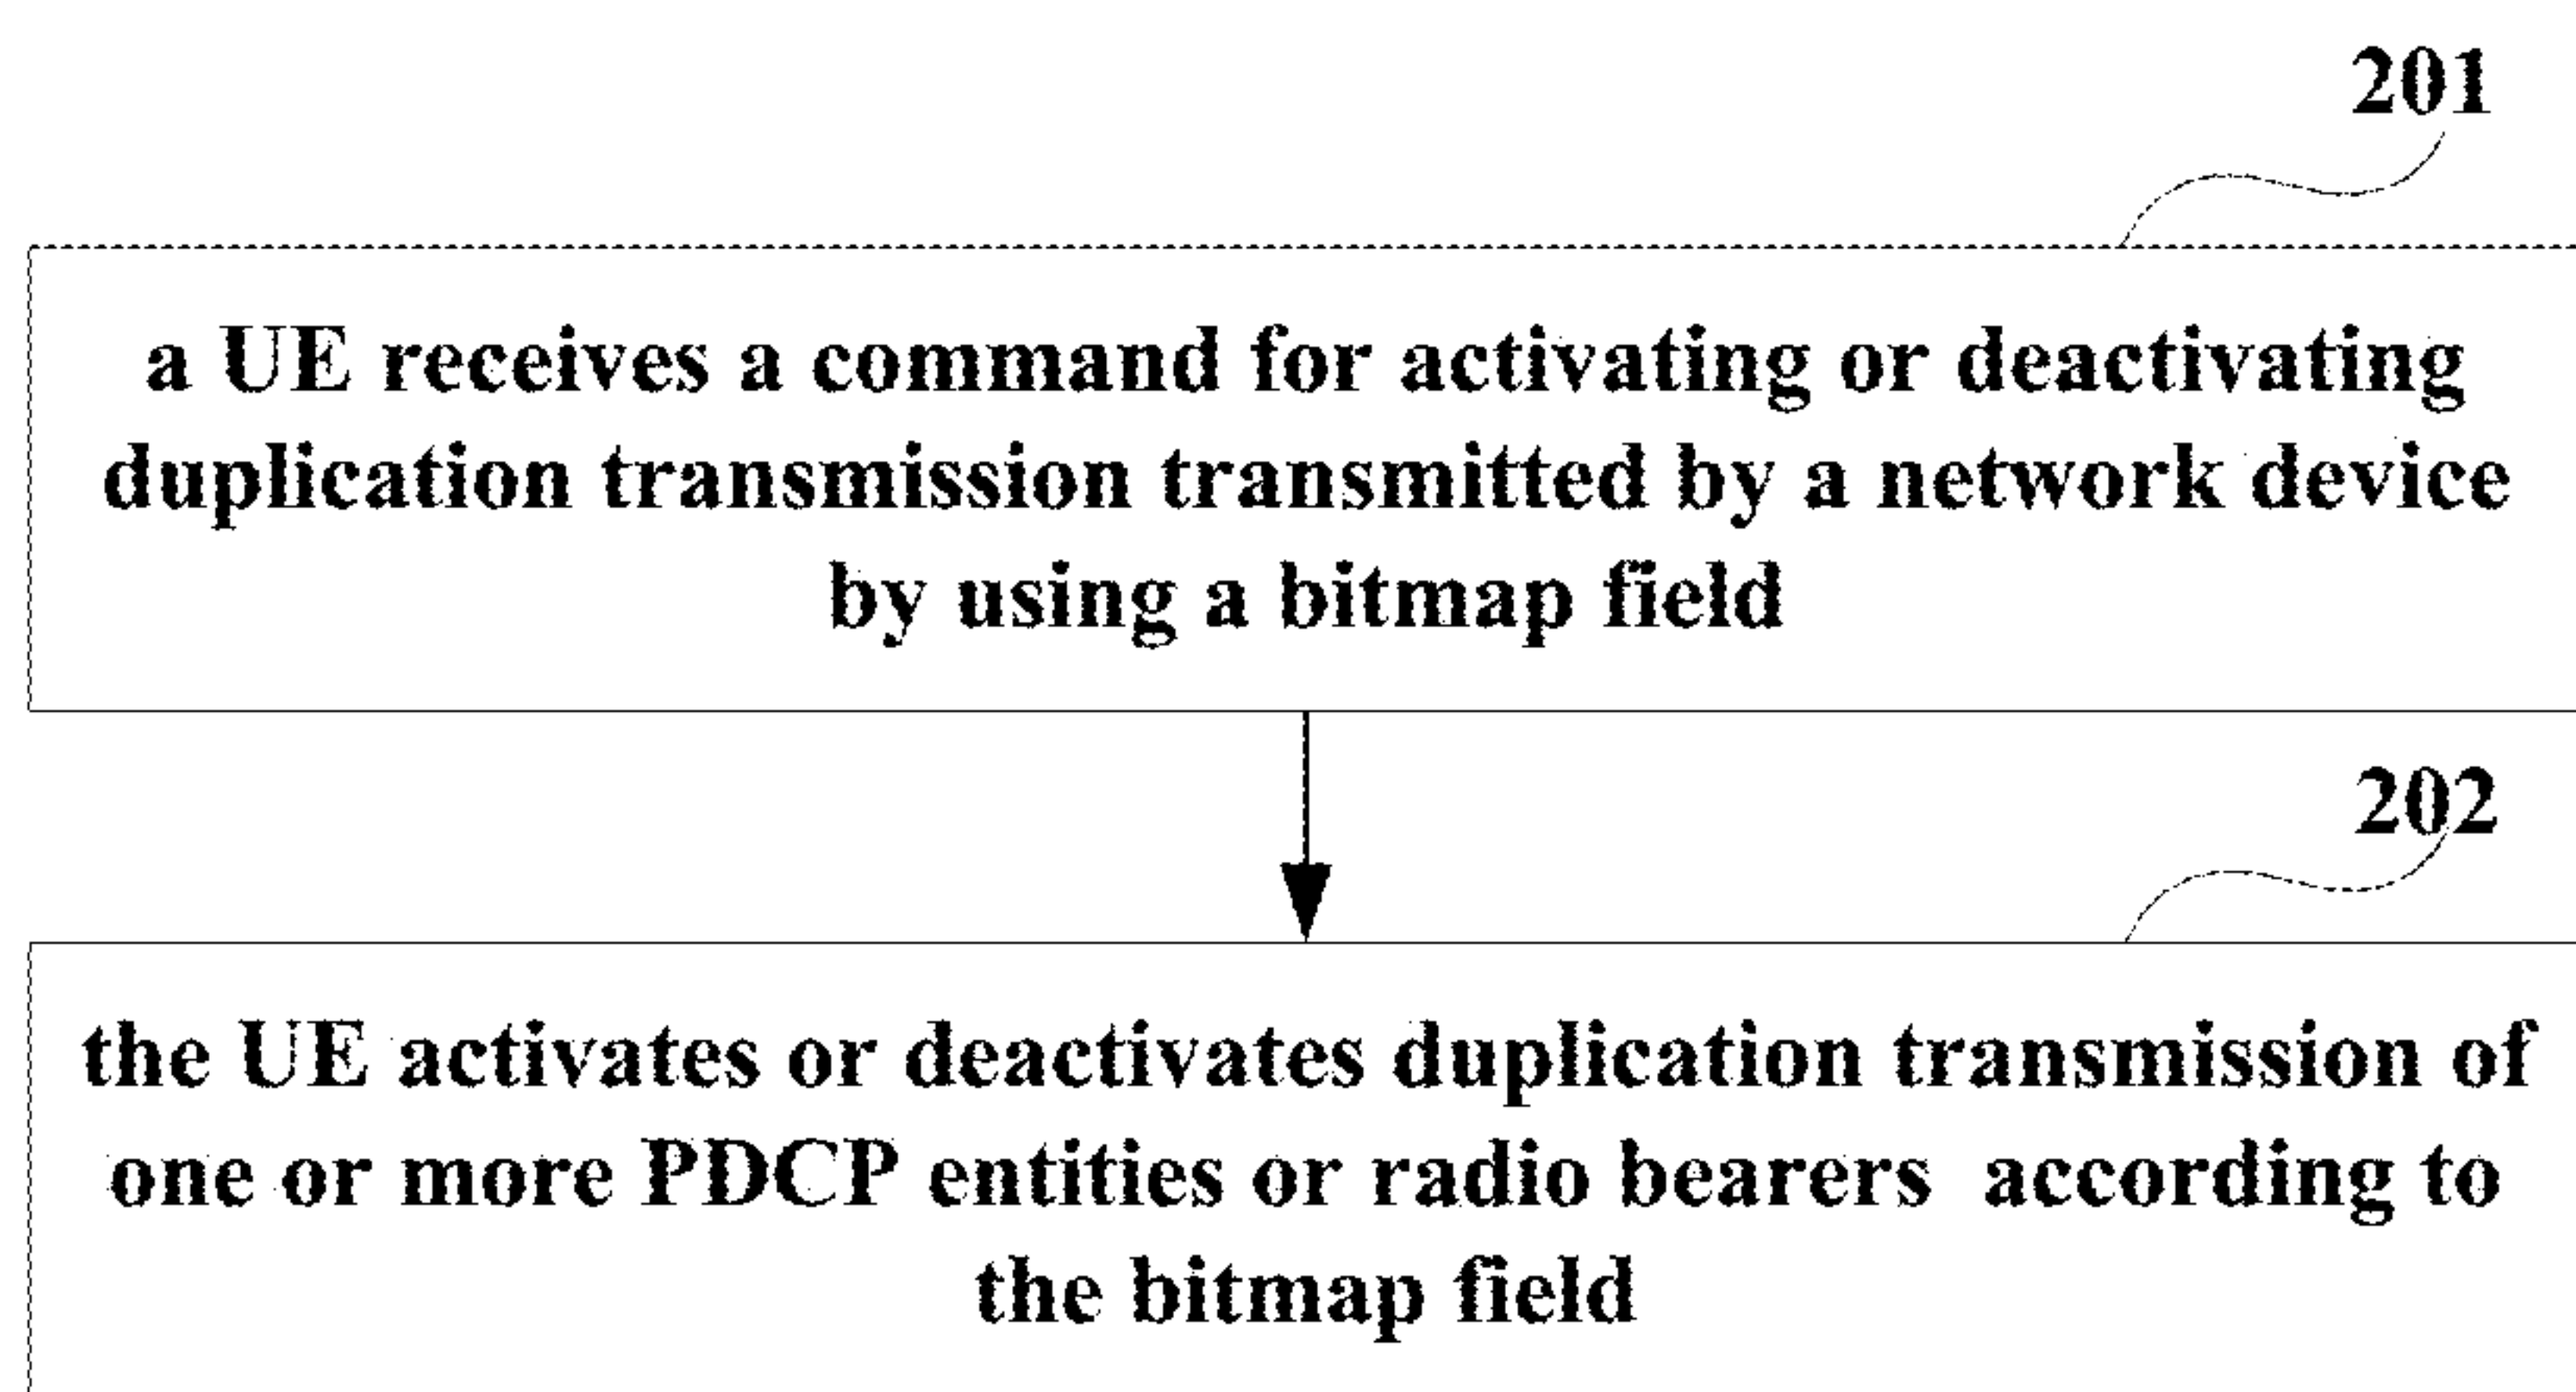 201
a UE receives a command for activating or deactivating
duplication transmission transmitted by a network device
by using a bitmap field
202
the UE activates or deactivates duplication transmission of
one or more PDCP entities or radio bearers according to
the bitmap field